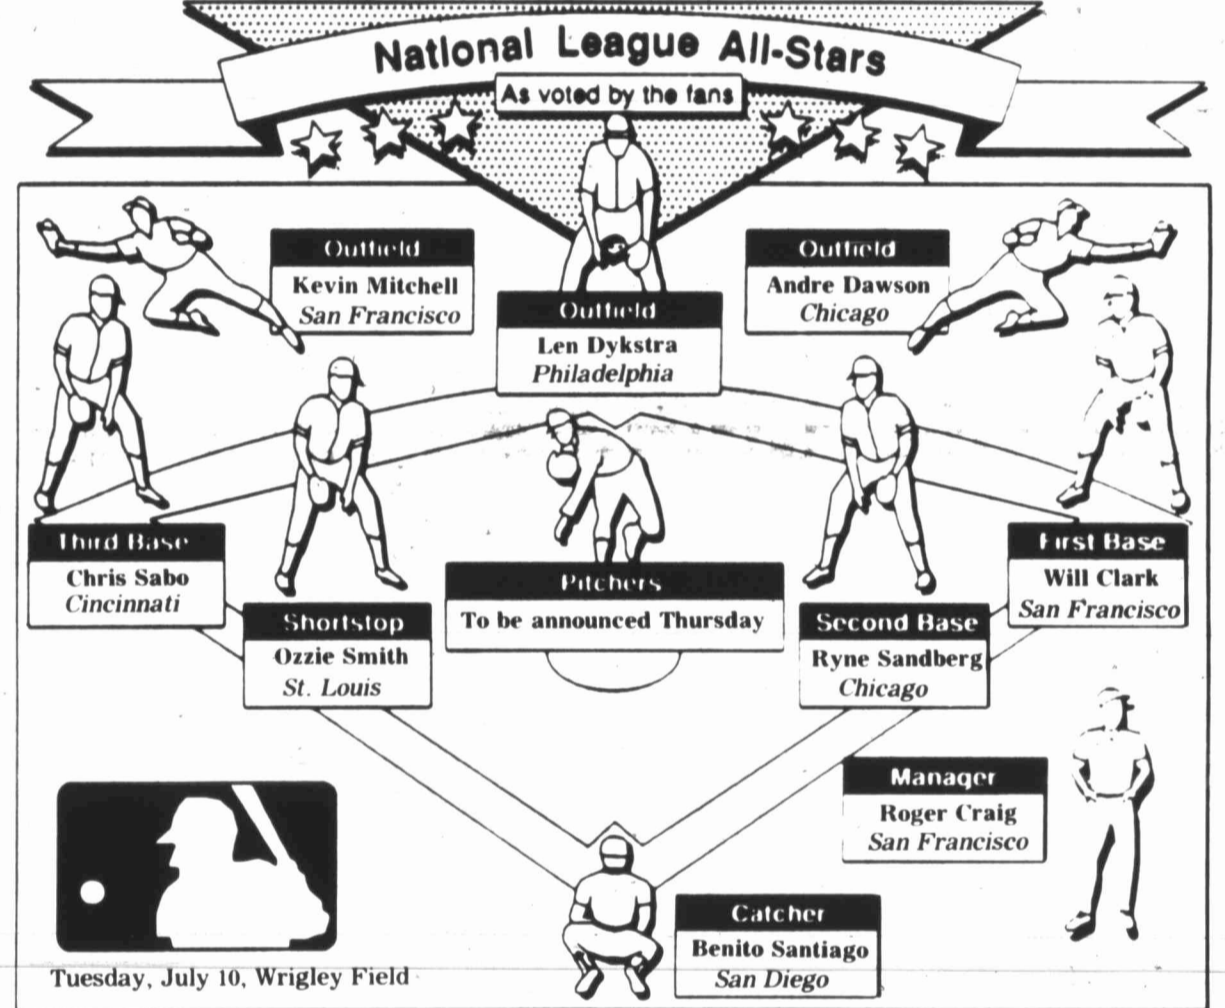 National League All-Stars
As voted by the fans
Outfield
Kevin Mitchell
San Francisco
Outfield
Len Dykstra
Philadelphia
Outfield
Andre Dawson
Chicago
Third Base
Chris Sabo
Cincinnati
Shortstop
Ozzie Smith
St. Louis
Pitchers
To be announced Thursday
Second Base
Ryne Sandberg
Chicago
First Base
Will Clark
San Francisco
Manager
Roger Craig
San Francisco
Catcher
Benito Santiago
San Diego
Tuesday, July 10, Wrigley Field